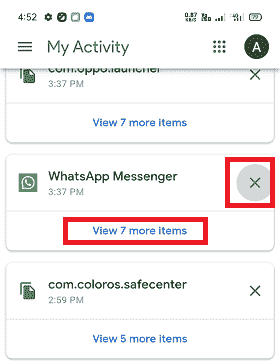 4:52
0.87
KB/s
79
My Activity
A
com.oppo.launcher
3:37 PM
View 7 more items
WhatsApp Messenger
3:37 PM
View 7 more items
com.coloros.safecenter
2:59 PM
View 5 more items